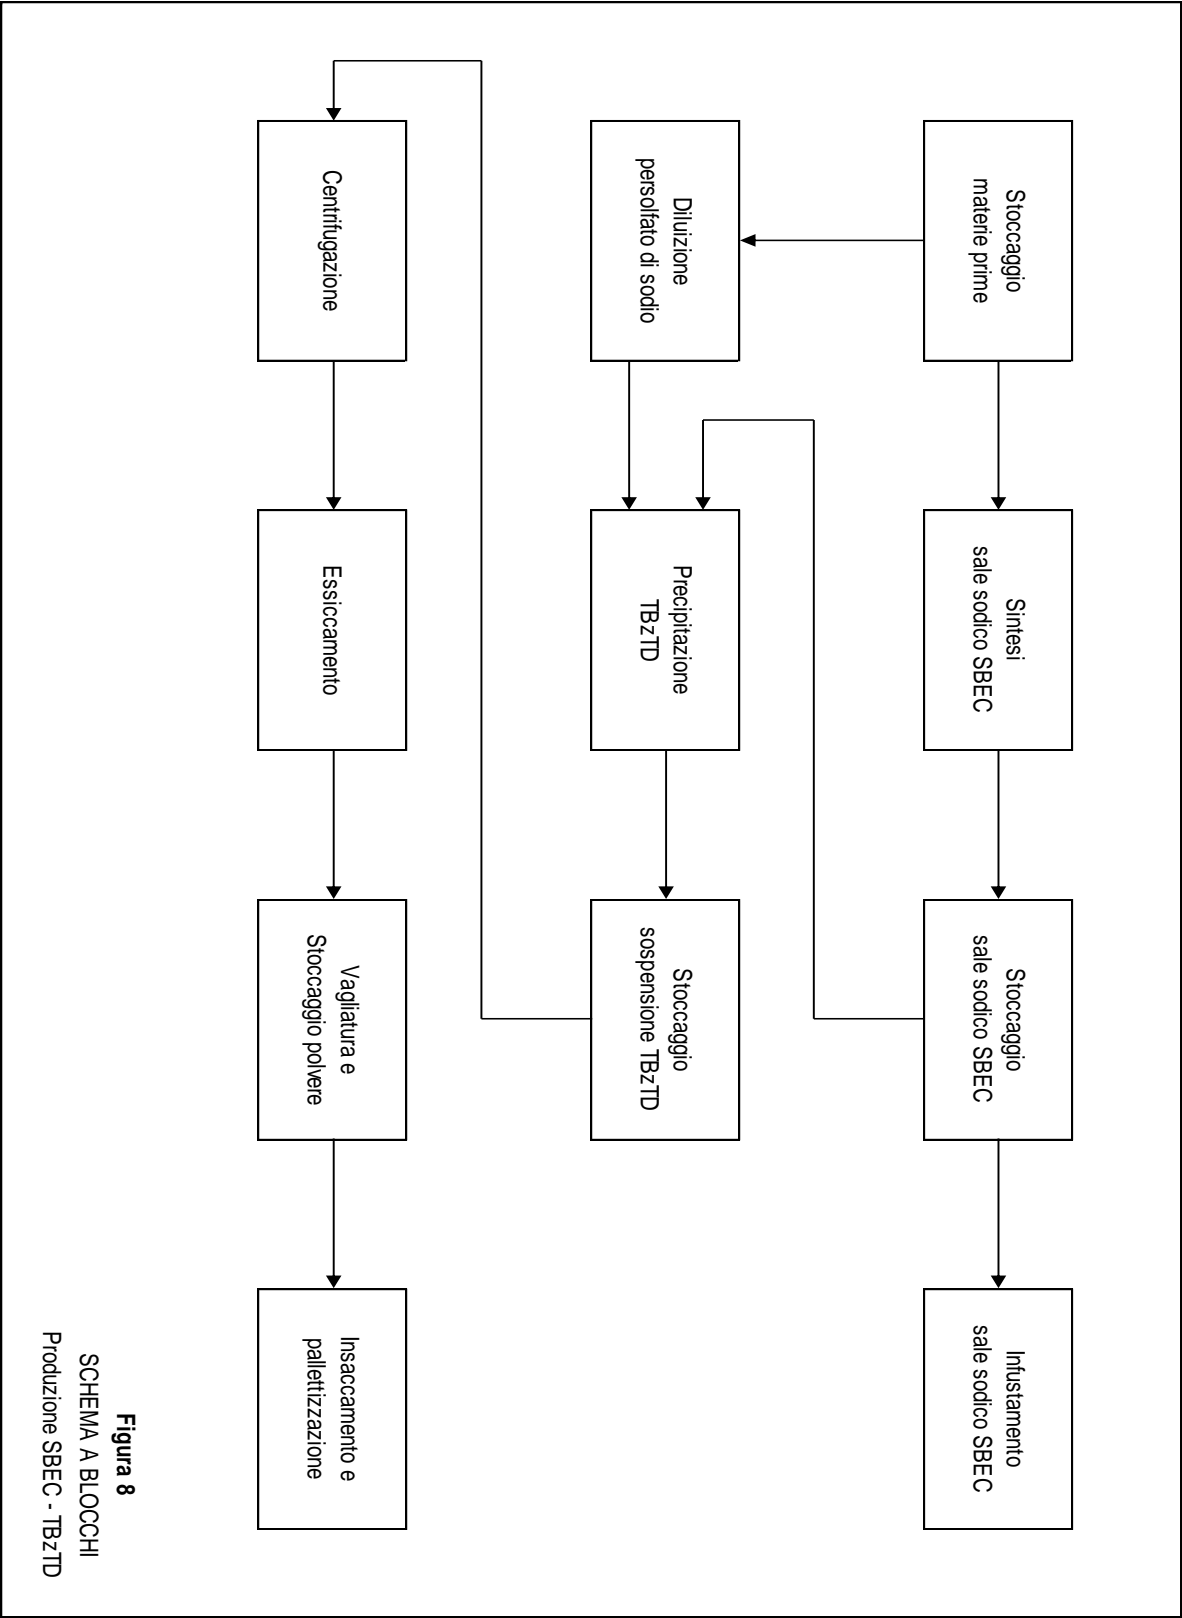 Stoccaggio
materie prime
Sintesi
sale sodico SBEC
Stoccaggio
sale sodico SBEC
Infustamento
sale sodico SBEC
Diluizione
persolfato di sodio
Precipitazione
TBzTD
Stoccaggio
sospensione TBzTD
Centrifugazione
Essiccamento
Vagliatura e
Stoccaggio polvere
Insaccamento e
pallettizzazione
Figura 8
SCHEMA A BLOCCHI
Produzione SBEC - TBzTD